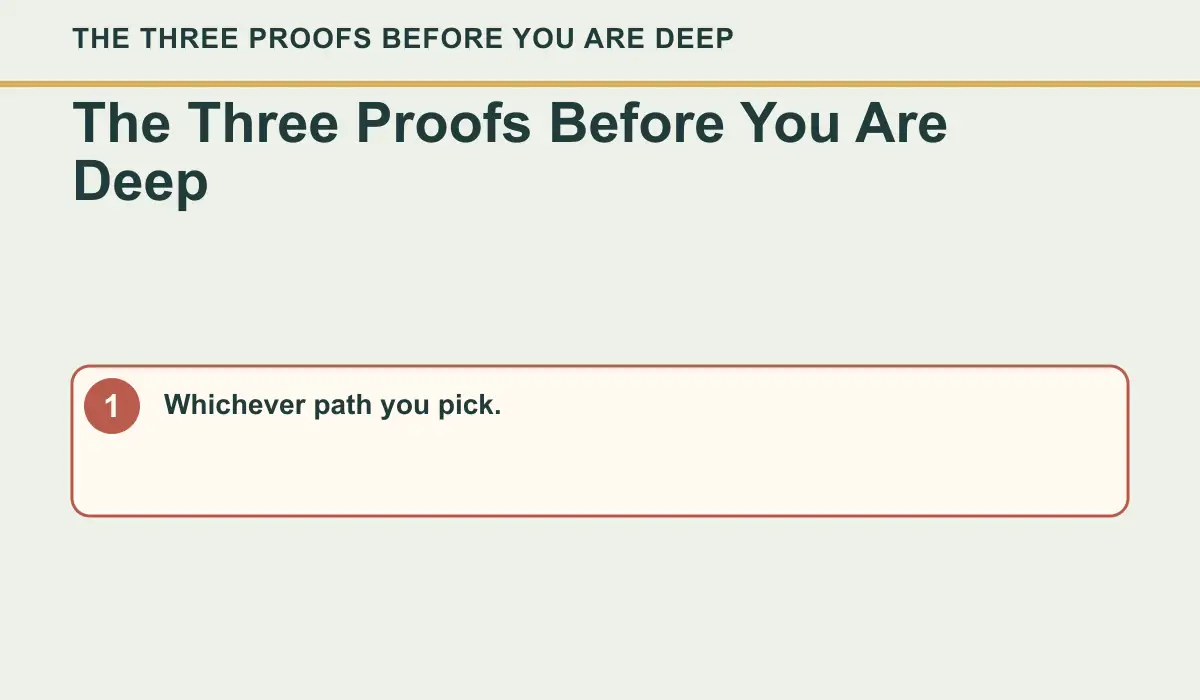 THE THREE PROOFS BEFORE YOU ARE DEEP
The Three Proofs Before You Are
Deep
1 Whichever path you pick.